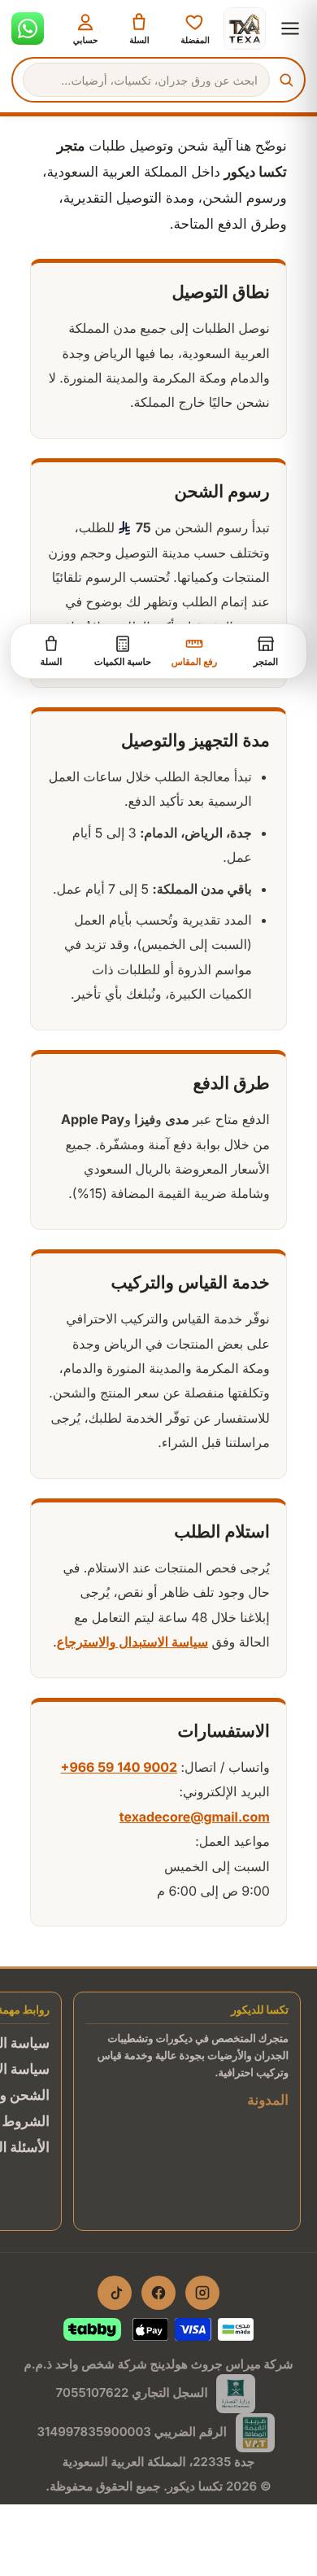 TEXA
المفضلة
السلة
حسابي
ابحث عن ورق جدران، تكسيات، أرضيات...
نوضّح هنا آلية شحن وتوصيل طلبات متجر
تكسا ديكور داخل المملكة العربية السعودية،
ورسوم الشحن، ومدة التوصيل التقديرية،
وطرق الدفع المتاحة.
نطاق التوصيل
نوصل الطلبات إلى جميع مدن المملكة
العربية السعودية، بما فيها الرياض وجدة
والدمام ومكة المكرمة والمدينة المنورة. لا
نشحن حاليًا خارج المملكة.
رسوم الشحن
تبدأ رسوم الشحن من 75 للطلب،
وتختلف حسب مدينة التوصيل وحجم ووزن
المنتجات وكمياتها. تُحتسب الرسوم تلقائيًا
عند إتمام الطلب وتظهر لك بوضوح في
المتجر
رفع المقاس
حاسبة الكميات
السلة
مدة التجهيز والتوصيل
• تبدأ معالجة الطلب خلال ساعات العمل
الرسمية بعد تأكيد الدفع.
• جدة، الرياض، الدمام: 3 إلى 5 أيام
عمل.
• باقي مدن المملكة: 5 إلى 7 أيام عمل.
• المدد تقديرية وتُحسب بأيام العمل
(السبت إلى الخميس)، وقد تزيد في
مواسم الذروة أو للطلبات ذات
الكميات الكبيرة، ونُبلغك بأي تأخير.
طرق الدفع
الدفع متاح عبر مدى وفيزا وApple Pay
من خلال بوابة دفع آمنة ومشفّرة. جميع
الأسعار المعروضة بالريال السعودي
وشاملة ضريبة القيمة المضافة (15%).
خدمة القياس والتركيب
نوفّر خدمة القياس والتركيب الاحترافي
على بعض المنتجات في الرياض وجدة
ومكة المكرمة والمدينة المنورة والدمام،
وتكلفتها منفصلة عن سعر المنتج والشحن.
للاستفسار عن توفّر الخدمة لطلبك، يُرجى
مراسلتنا قبل الشراء.
استلام الطلب
يُرجى فحص المنتجات عند الاستلام. في
حال وجود تلف ظاهر أو نقص، يُرجى
إبلاغنا خلال 48 ساعة ليتم التعامل مع
الحالة وفق سياسة الاستبدال والاسترجاع.
الاستفسارات
واتساب / اتصال: +966 59 140 9002
البريد الإلكتروني:
texadecore@gmail.com
مواعيد العمل:
السبت إلى الخميس
9:00 ص إلى 6:00 م
تكسا للديكور
متجرك المتخصص في ديكورات وتشطيبات
الجدران والأرضيات بجودة عالية وخدمة قياس
وتركيب احترافية.
المدونة
روابط مهمة
سياسة
سياسة
الشحن
الشروط
الأسئلة
مدى mada
VISA
Pay
tabby
شركة ميراس جروث هولدينج شركة شخص واحد ذ.م.م
السجل التجاري 7055107622
الرقم الضريبي 314997835900003
جدة 22335، المملكة العربية السعودية
© 2026 تكسا ديكور. جميع الحقوق محفوظة.